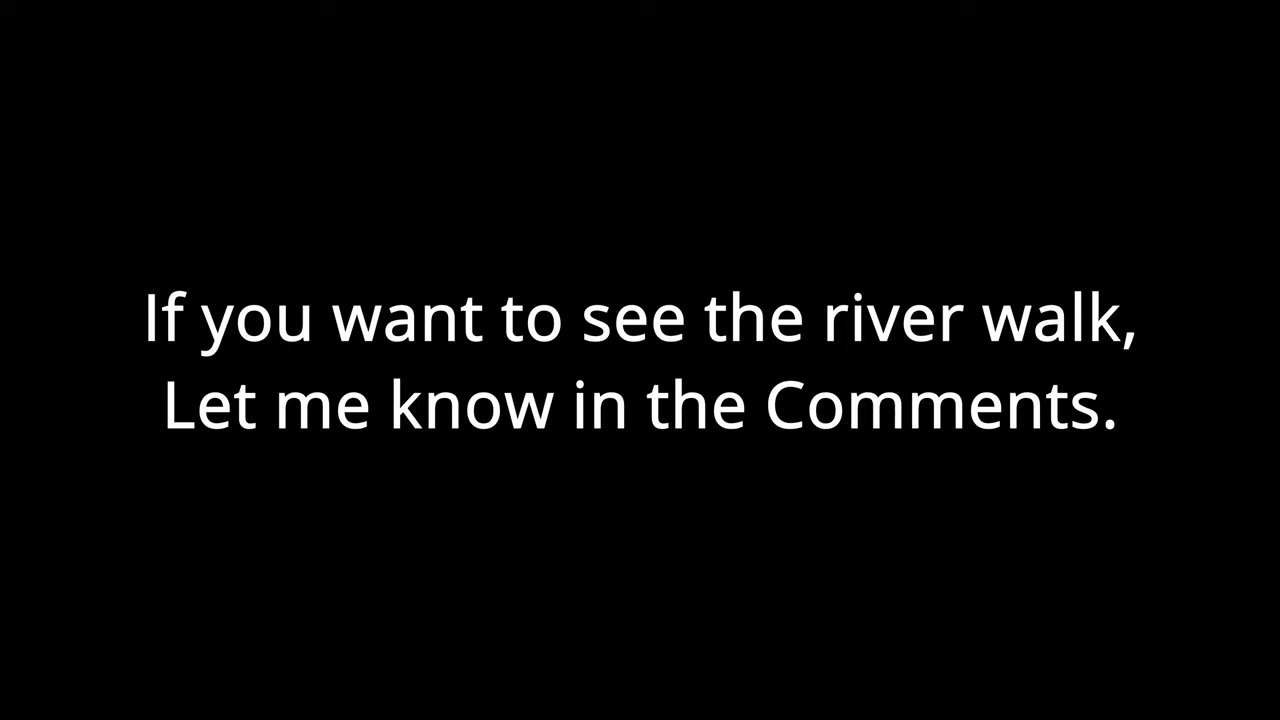 If you want to see the river walk,
Let me know in the Comments.